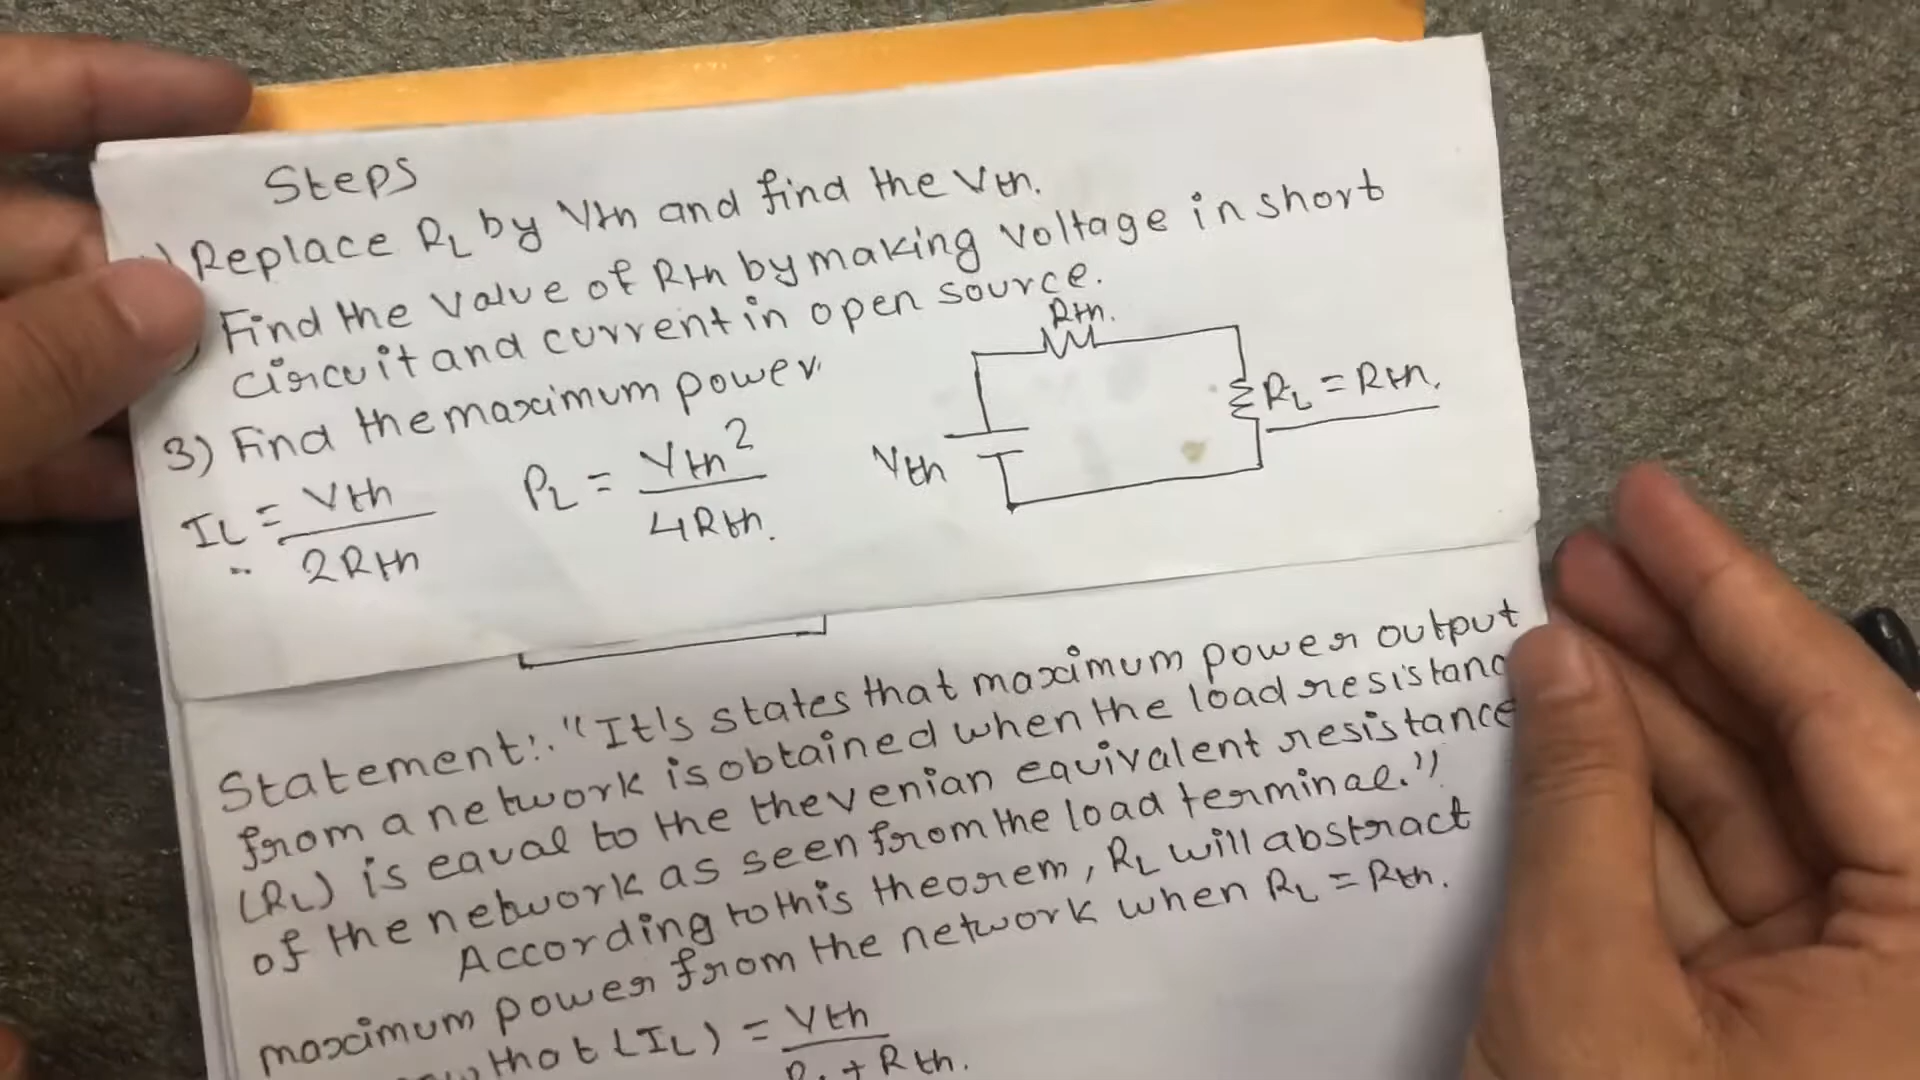 Steps
Replace RL by Vth and find the Vth.
Find the value of Rth by making voltage in short
circuit and current in open source.
3) Find the maximum power
IL = Vth / 2Rth
PL = Vth² / 4Rth.
Rth.
Vth
RL = Rth.
Statement:. "It's states that maximum power output
from a network is obtained when the load resistanc
(RL) is eaual to the thevenian equivalent resistance
of the network as seen from the load terminal."
According to this theorem, RL will abstract
maximum power from the network when RL = Rth.
that (IL) = Vth
+ Rth.